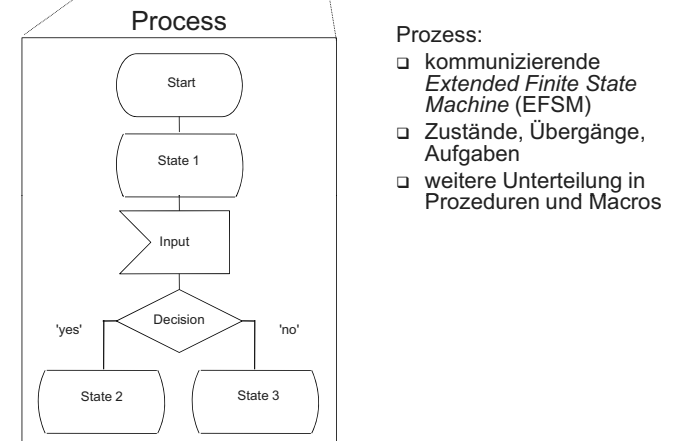 Process
Start
State 1
Input
Decision
'yes'
'no'
State 2
State 3
Prozess:
❑ kommunizierende
Extended Finite State
Machine (EFSM)
❑ Zustände, Übergänge,
Aufgaben
❑ weitere Unterteilung in
Prozeduren und Macros